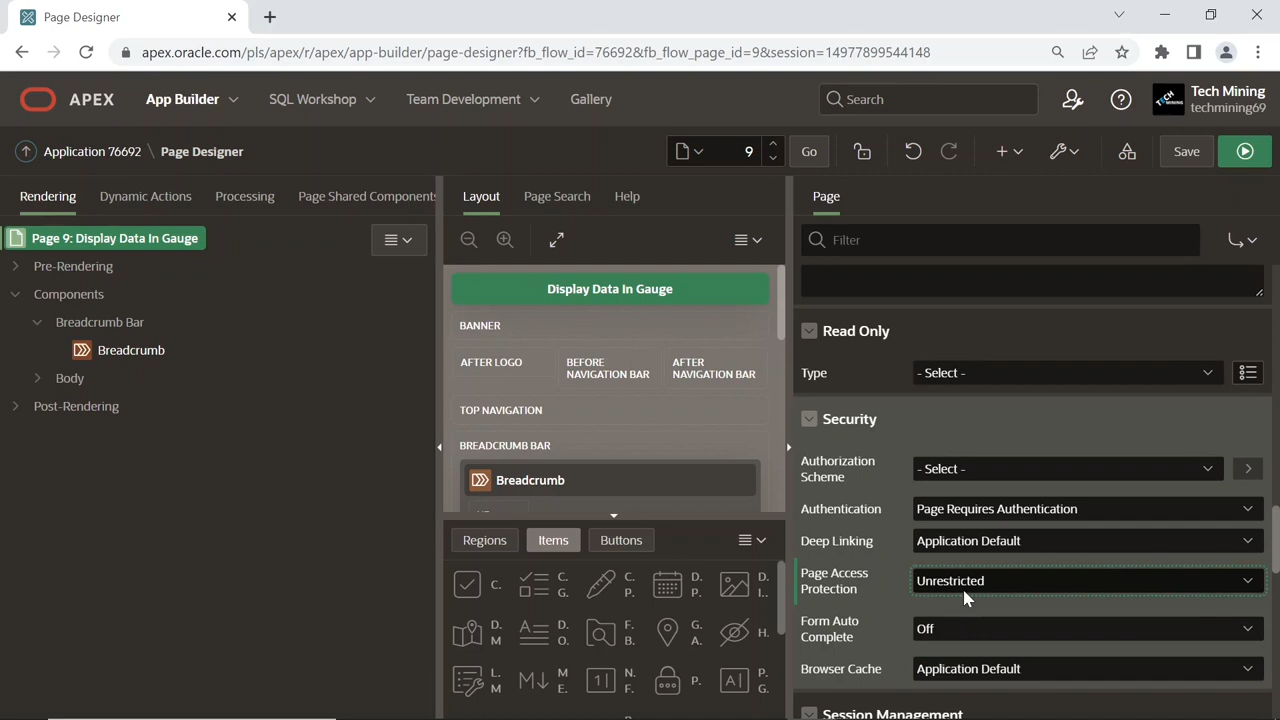 Page Designer
apex.oracle.com/pls/apex/r/apex/app-builder/page-designer?fb_flow_id=76692&fb_flow_page_id=9&session=14977899544148
APEX App Builder SQL Workshop Team Development Gallery Search Tech Mining
techmining69
Application 76692 \ Page Designer 9 Go Save
Rendering Dynamic Actions Processing Page Shared Components
Layout Page Search Help
Page
Page 9: Display Data In Gauge
Pre-Rendering
Components
Breadcrumb Bar
Breadcrumb
Body
Post-Rendering
Display Data In Gauge
BANNER
AFTER LOGO
BEFORE
NAVIGATION BAR
AFTER
NAVIGATION BAR
TOP NAVIGATION
BREADCRUMB BAR
Breadcrumb
Regions Items Buttons
C. C. G. C. P. D. P. D. I..
D. M D. O. F. B. G. A. H.
L. M M E. N. F. P. P. G.
Filter
Read Only
Type - Select -
Security
Authorization
Scheme - Select -
Authentication Page Requires Authentication
Deep Linking Application Default
Page Access
Protection Unrestricted
Form Auto
Complete Off
Browser Cache Application Default
Session Management